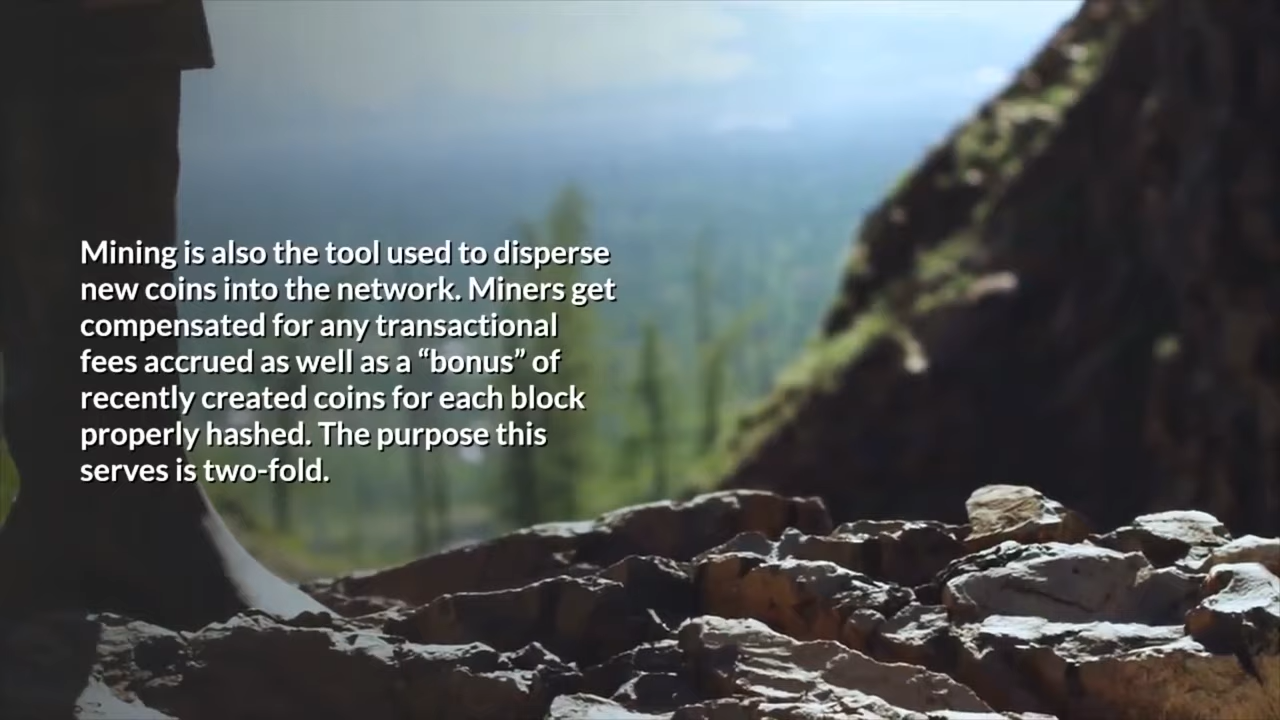 Mining is also the tool used to disperse
new coins into the network. Miners get
compensated for any transactional
fees accrued as well as a “bonus” of
recently created coins for each block
properly hashed. The purpose this
serves is two-fold.